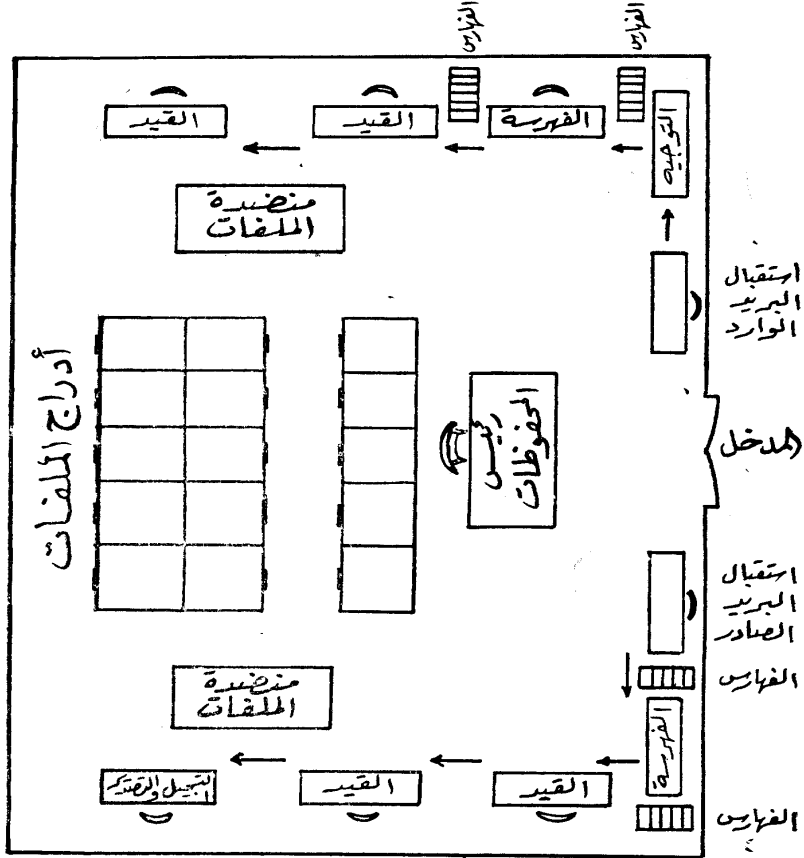 الفهارس
الفهارس
القيد
القيد
الفهرسة
التوجيه
منضدة
الملفات
استقبال
البريد
الوارد
أدراج الملفات
رئيس
المحفوظات
المدخل
استقبال
البريد
الصادر
منضدة
الملفات
الفهارس
الفهرسة
التسجيل والتصدير
القيد
القيد
الفهارس